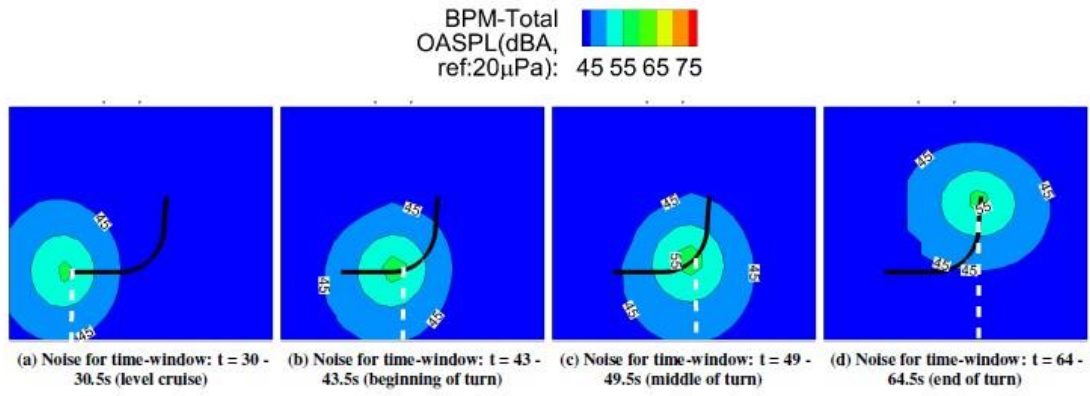 BPM-Total
OASPL(dBA,
ref:20μPa): 45 55 65 75
45
45
45
45
45
55
45
45
45
45
45
45
55
45
45
(a) Noise for time-window: t = 30 -
30.5s (level cruise)
(b) Noise for time-window: t = 43 -
43.5s (beginning of turn)
(c) Noise for time-window: t = 49 -
49.5s (middle of turn)
(d) Noise for time-window: t = 64 -
64.5s (end of turn)